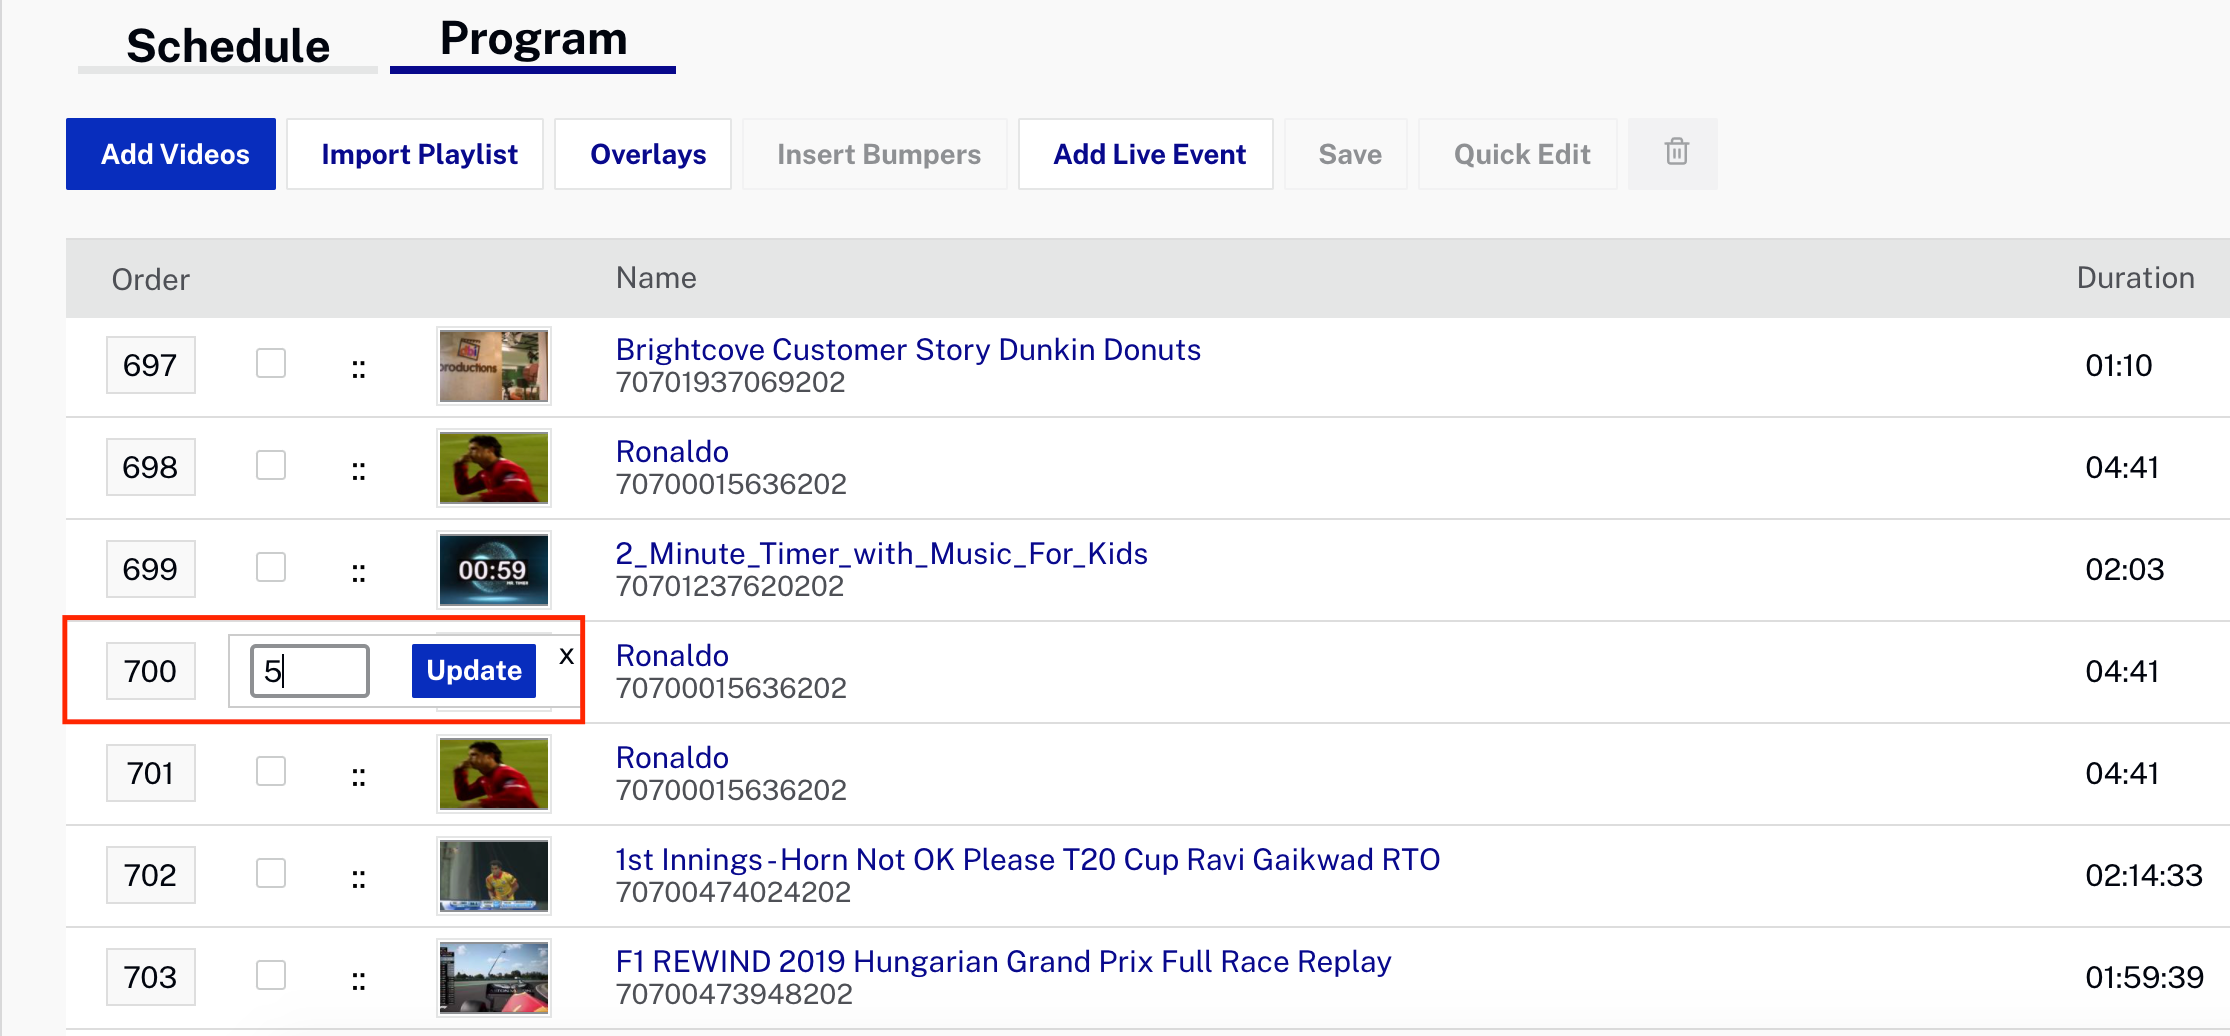 Schedule
Program
Add Videos
Import Playlist
Overlays
Insert Bumpers
Add Live Event
Save
Quick Edit
Order
Name
Duration
697
::
productions
Brightcove Customer Story Dunkin Donuts
70701937069202
01:10
698
::
Ronaldo
70700015636202
04:41
699
::
00:59
MR. TIMER
2_Minute_Timer_with_Music_For_Kids
70701237620202
02:03
700
5
Update
x
Ronaldo
70700015636202
04:41
701
::
Ronaldo
70700015636202
04:41
702
::
1st Innings - Horn Not OK Please T20 Cup Ravi Gaikwad RTO
70700474024202
02:14:33
703
::
F1 REWIND 2019 Hungarian Grand Prix Full Race Replay
70700473948202
01:59:39